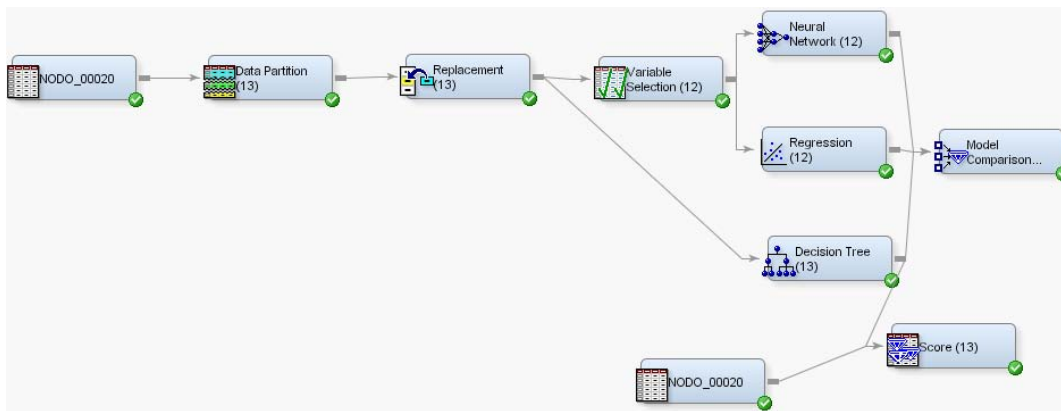 NODO_00020
Data Partition
(13)
Replacement
(13)
Variable
Selection (12)
Neural
Network (12)
Regression
(12)
Model
Comparison...
Decision Tree
(13)
Score (13)
NODO_00020